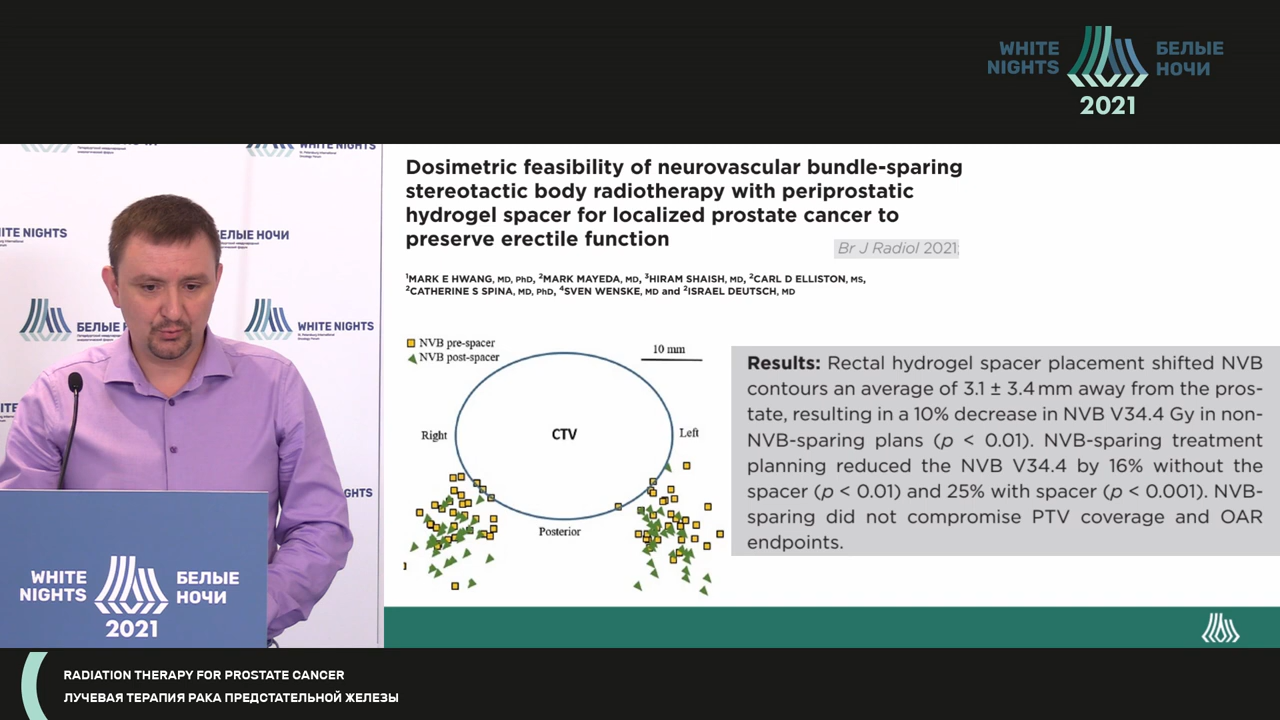 WHITE
NIGHTS
БЕЛЫЕ
НОЧИ
2021
WHITE NIGHTS
БЕЛЫЕ НОЧИ
WHITE NIGHTS
WHITE
NIGHTS
БЕЛЫЕ
НОЧИ
2021
Dosimetric feasibility of neurovascular bundle-sparing
stereotactic body radiotherapy with periprostatic
hydrogel spacer for localized prostate cancer to
preserve erectile function
Br J Radiol 2021;
1MARK E HWANG, MD, PhD, 2MARK MAYEDA, MD, 3HIRAM SHAISH, MD, 2CARL D ELLISTON, MS,
2CATHERINE S SPINA, MD, PhD, 4SVEN WENSKE, MD and 2ISRAEL DEUTSCH, MD
NVB pre-spacer
NVB post-spacer
10 mm
Right
CTV
Left
Posterior
Results: Rectal hydrogel spacer placement shifted NVB
contours an average of 3.1 ± 3.4 mm away from the pros-
tate, resulting in a 10% decrease in NVB V34.4 Gy in non-
NVB-sparing plans (p < 0.01). NVB-sparing treatment
planning reduced the NVB V34.4 by 16% without the
spacer (p < 0.01) and 25% with spacer (p < 0.001). NVB-
sparing did not compromise PTV coverage and OAR
endpoints.
RADIATION THERAPY FOR PROSTATE CANCER
ЛУЧЕВАЯ ТЕРАПИЯ РАКА ПРЕДСТАТЕЛЬНОЙ ЖЕЛЕЗЫ